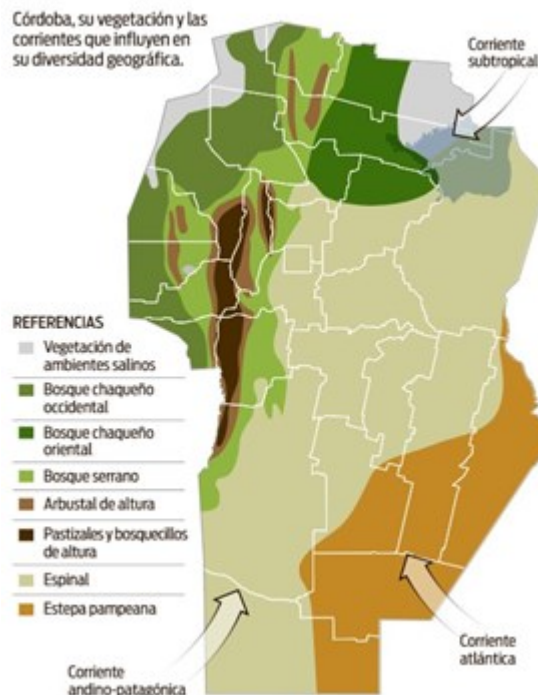 Córdoba, su vegetación y las
corrientes que influyen en
su diversidad geográfica.
Corriente
subtropical
REFERENCIAS
Vegetación de
ambientes salinos
Bosque chaqueño
occidental
Bosque chaqueño
oriental
Bosque serrano
Arbustal de altura
Pastizales y bosquecillos
de altura
Espinal
Estepa pampeana
Corriente
andino-patagónica
Corriente
atlántica